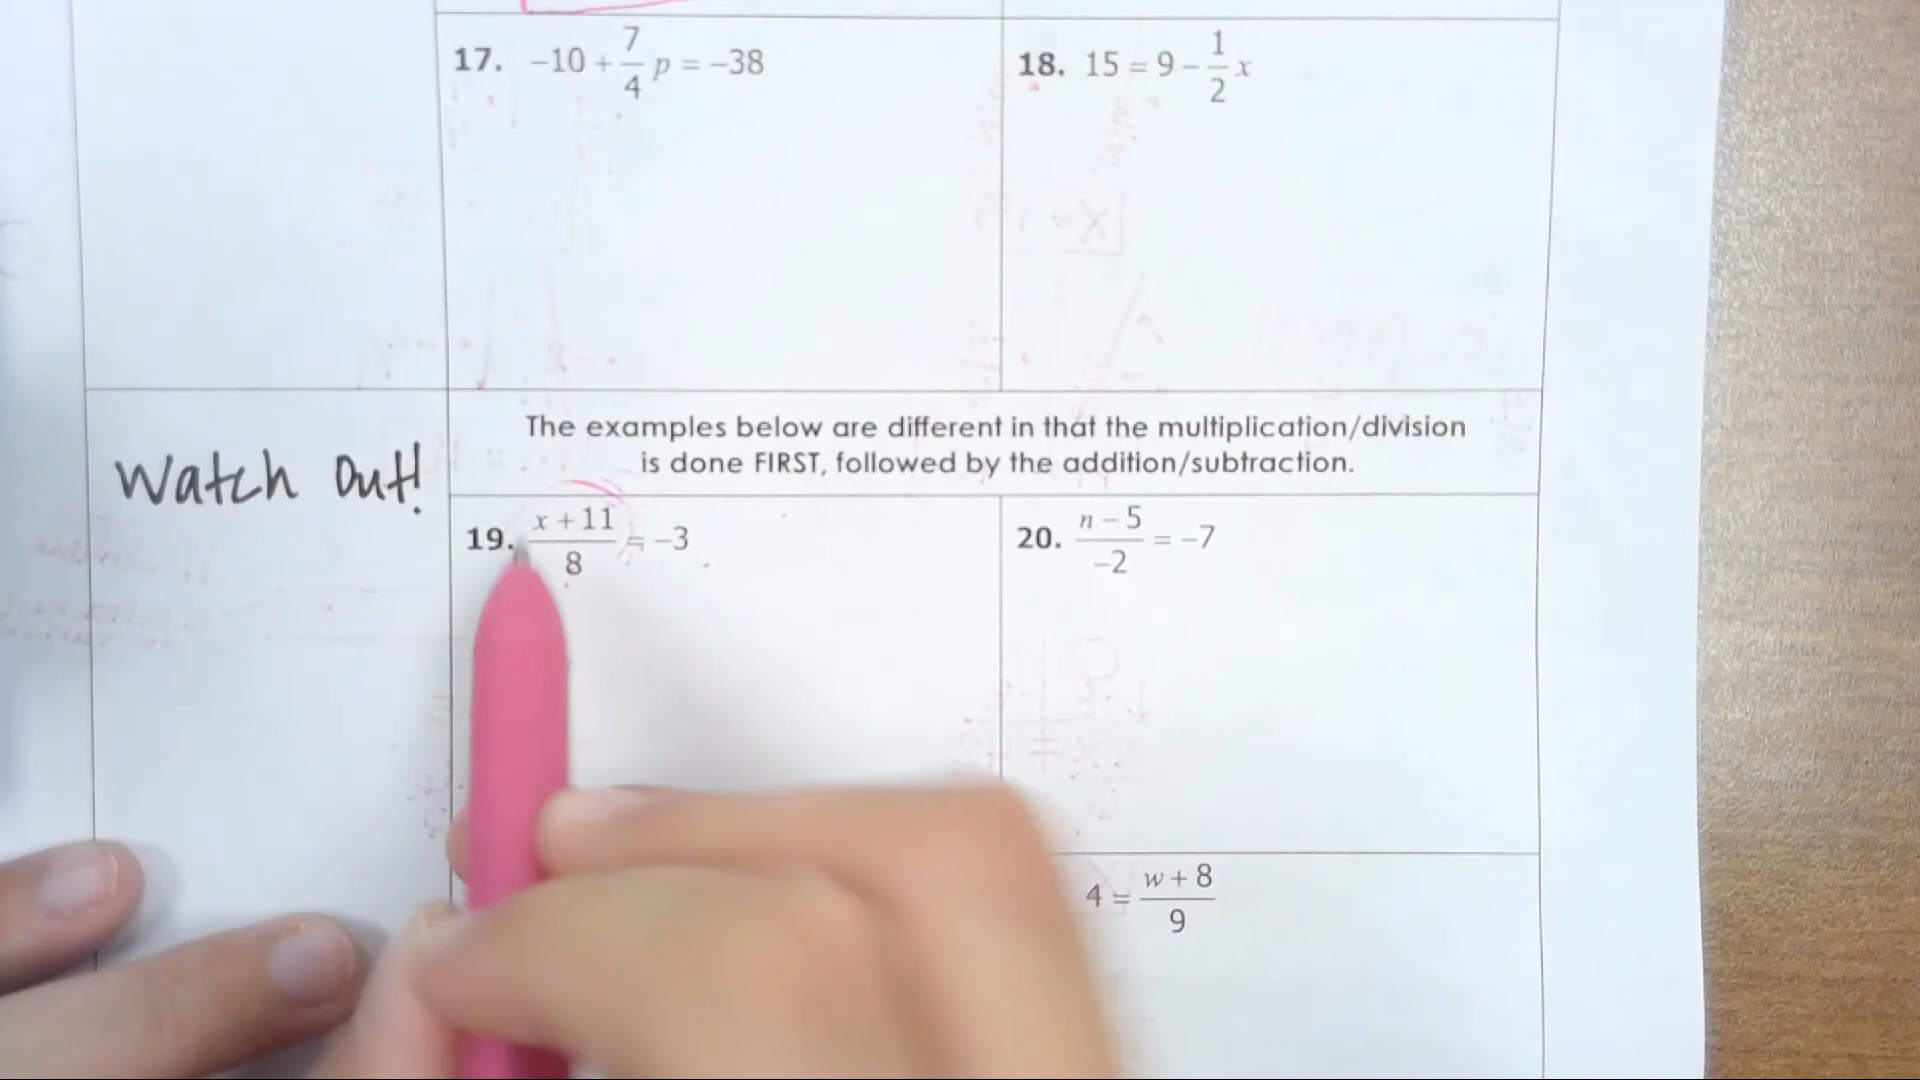 17. −10 + 7/4 p = −38
18. 15 = 9 − 1/2 x
Watch Out!
The examples below are different in that the multiplication/division
is done FIRST, followed by the addition/subtraction.
19. x + 11 / 8 = −3
20. n − 5 / −2 = −7
4 = w + 8 / 9